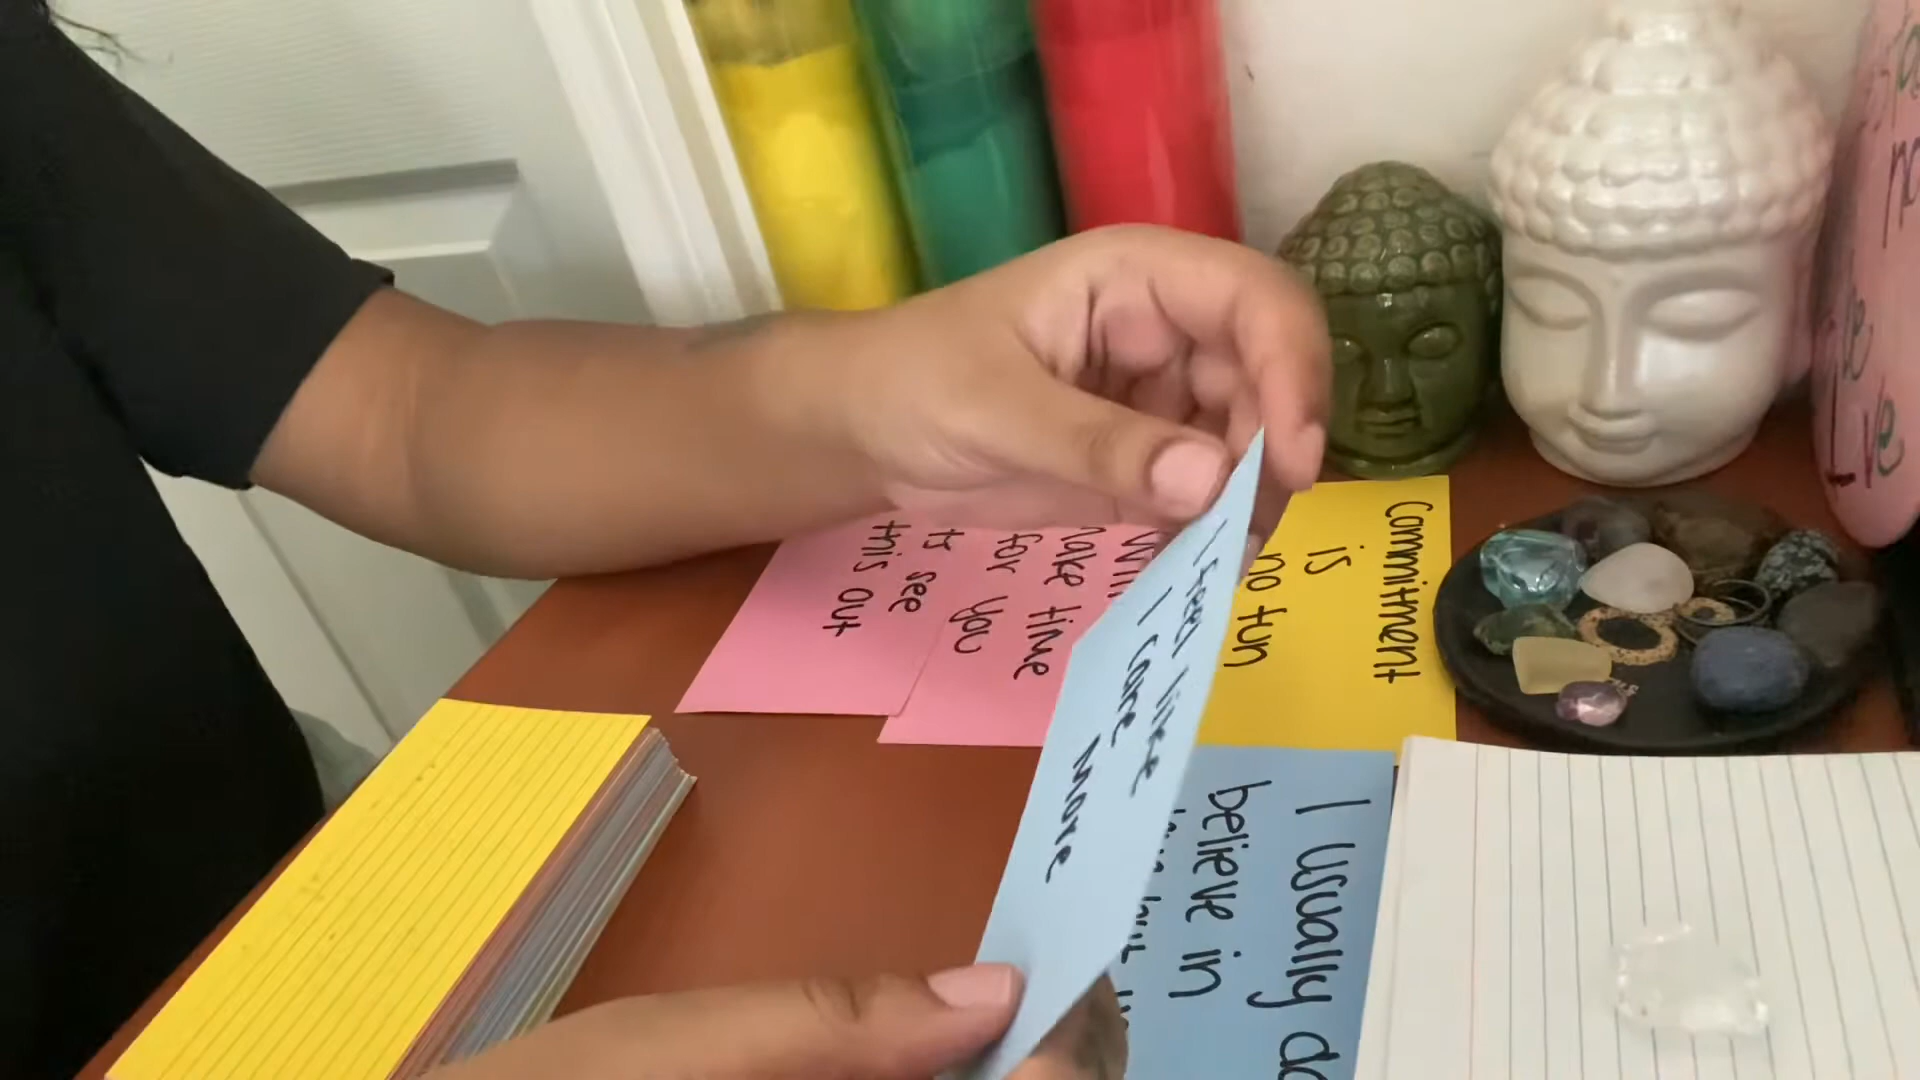 I feel like
I care more
Commitment
is
no fun
make time
for you
to see
this out
I usually do
believe in